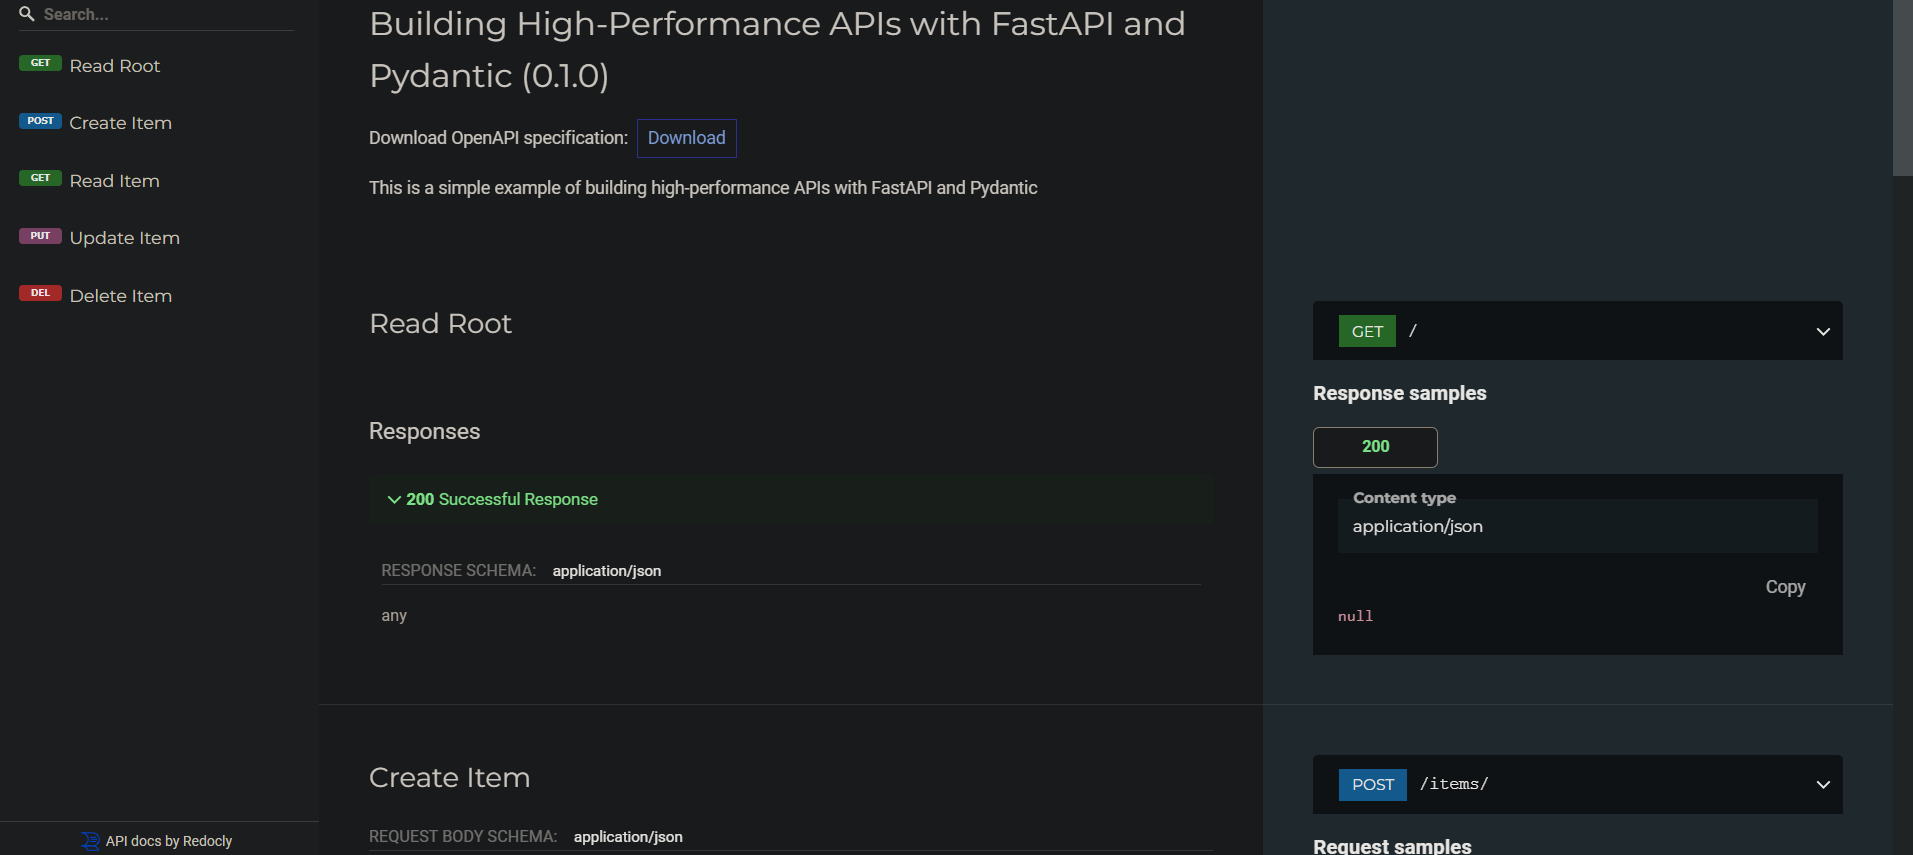 Search...
GET Read Root
POST Create Item
GET Read Item
PUT Update Item
DEL Delete Item
API docs by Redocly
Building High-Performance APIs with FastAPI and
Pydantic (0.1.0)
Download OpenAPI specification: Download
This is a simple example of building high-performance APIs with FastAPI and Pydantic
Read Root
Responses
200 Successful Response
RESPONSE SCHEMA: application/json
any
GET /
Response samples
200
Content type
application/json
Copy
null
Create Item
REQUEST BODY SCHEMA: application/json
POST /items/
Request samples